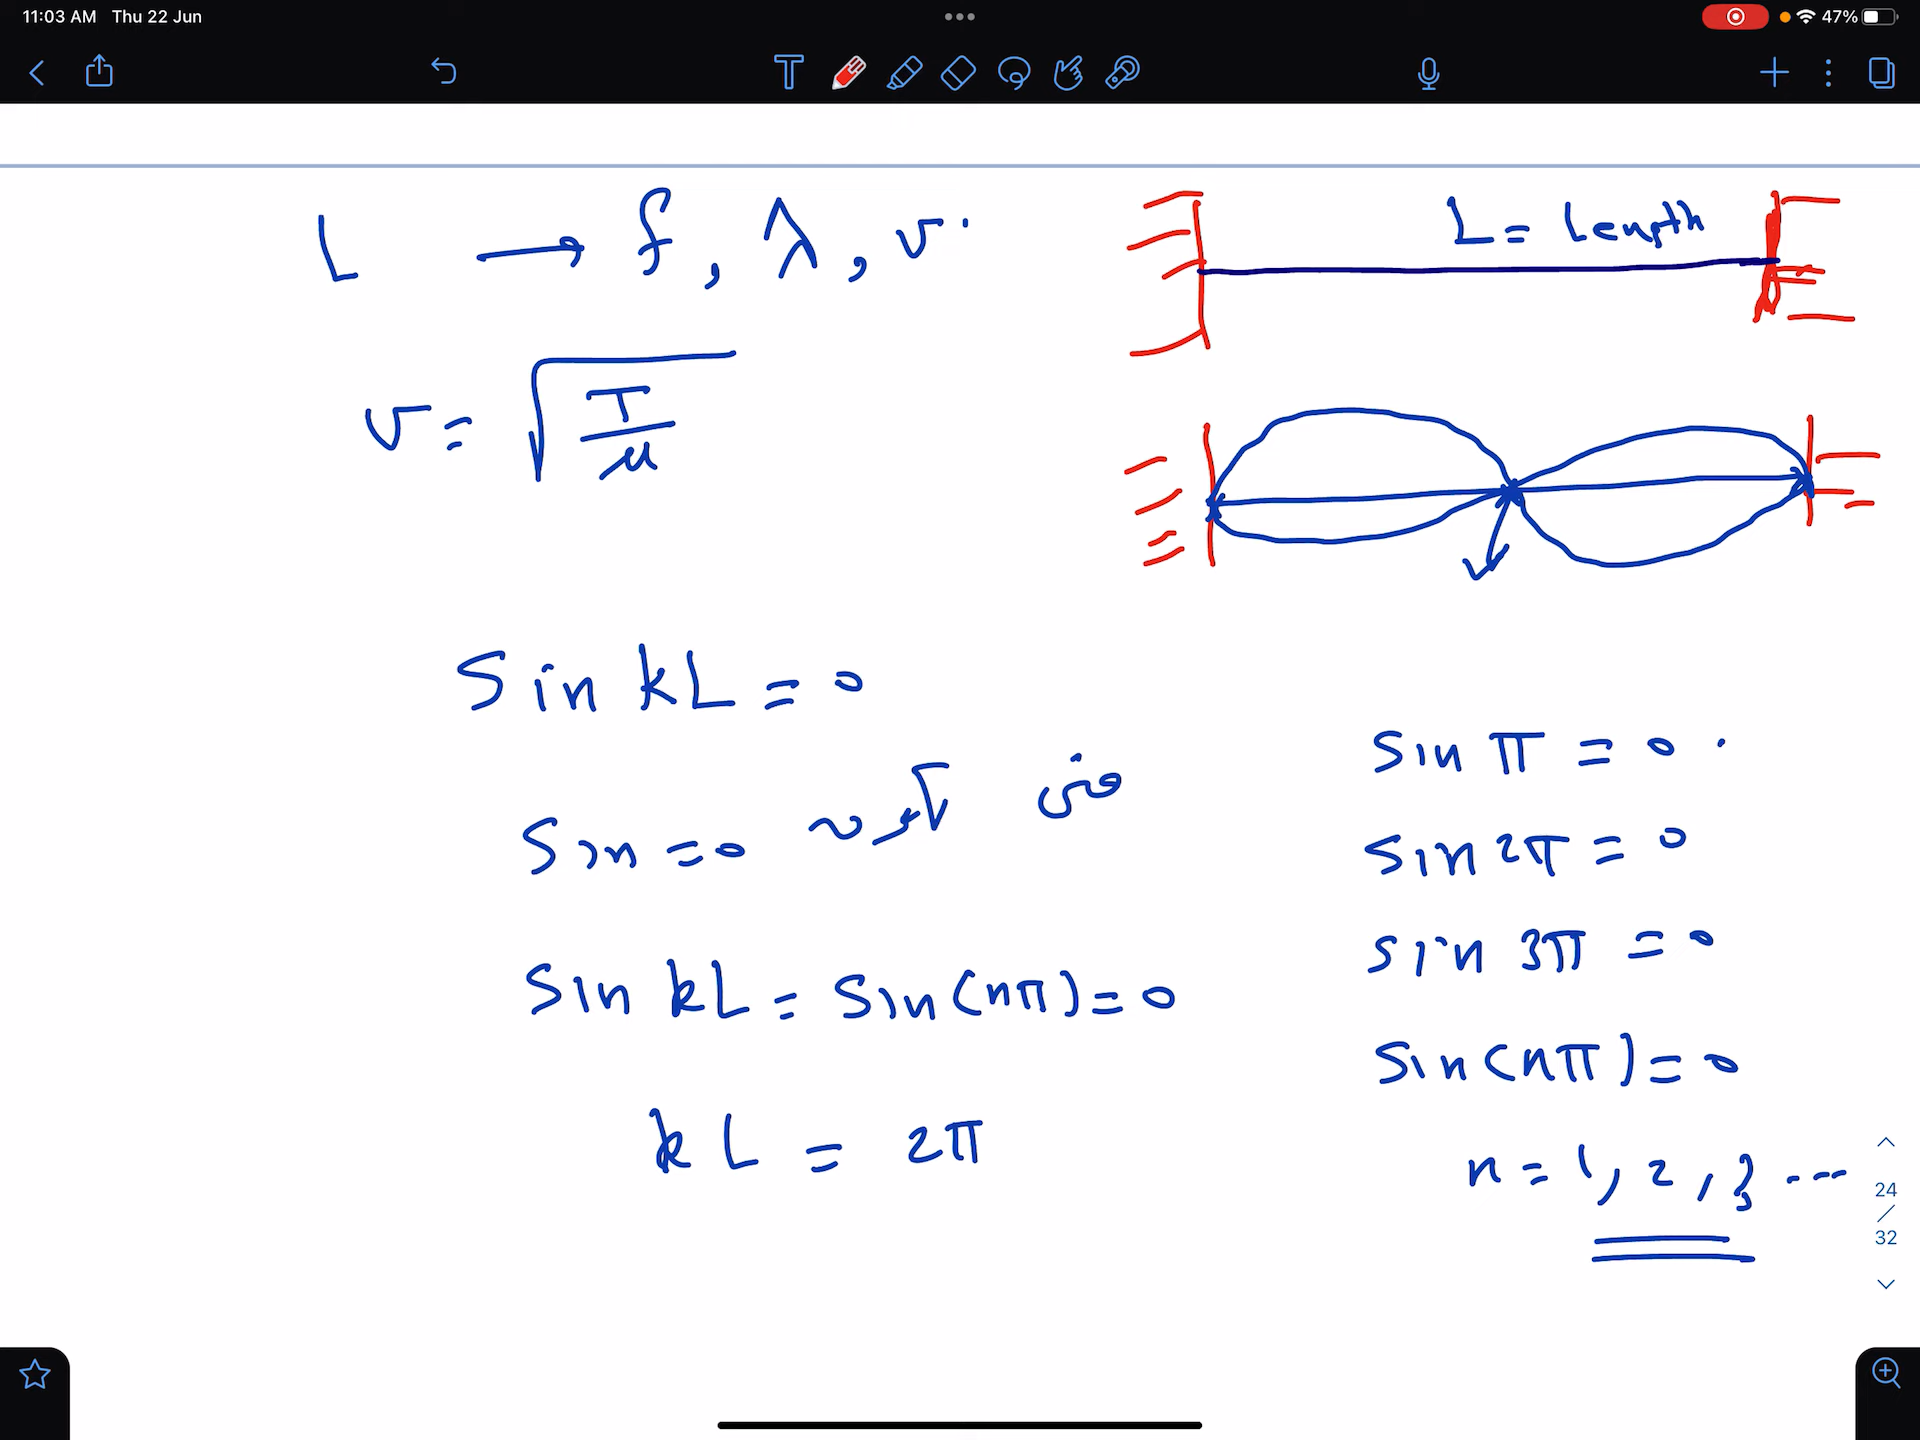 11:03 AM Thu 22 Jun
47%
L → f, λ, v
L = Length
v = √(T/μ)
Sin kL = 0
Sin = 0
Sin π = 0
Sin 2π = 0
Sin kL = Sin(nπ) = 0
Sin 3π = 0
Sin(nπ) = 0
kL = 2π
n = 1, 2, 3 ---
24
/
32